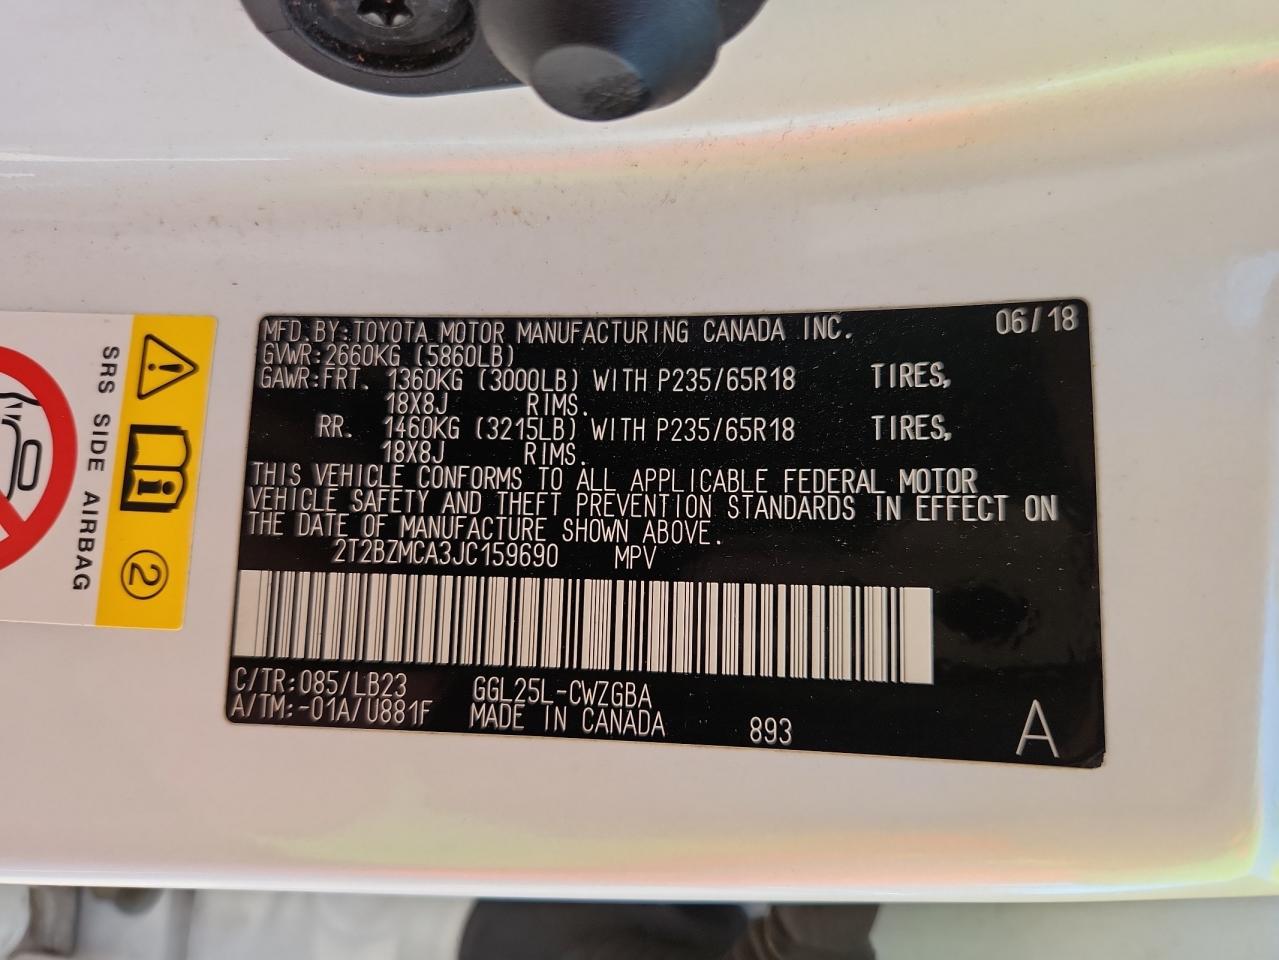 MFD.BY:TOYOTA MOTOR MANUFACTURING CANADA INC. 06/18
GVWR:2660KG (5860LB)
GAWR:FRT. 1360KG (3000LB) WITH P235/65R18 TIRES,
18X8J RIMS.
RR. 1460KG (3215LB) WITH P235/65R18 TIRES,
18X8J RIMS.
THIS VEHICLE CONFORMS TO ALL APPLICABLE FEDERAL MOTOR
VEHICLE SAFETY AND THEFT PREVENTION STANDARDS IN EFFECT ON
THE DATE OF MANUFACTURE SHOWN ABOVE.
2T2BZMCA3JC159690 MPV
C/TR:085/LB23 GGL25L-CWZGBA
A/TM:-01A/U881F MADE IN CANADA 893 A
SRS SIDE AIRBAG
2